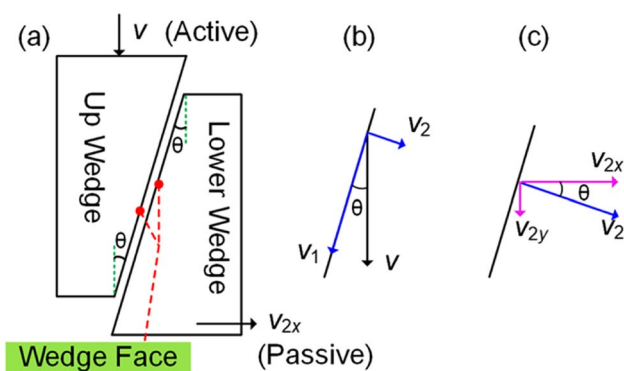 (a)
v (Active)
Up Wedge
Lower Wedge
θ
θ
v2x
(Passive)
Wedge Face
(b)
v2
θ
v1
v
(c)
v2x
θ
v2y
v2